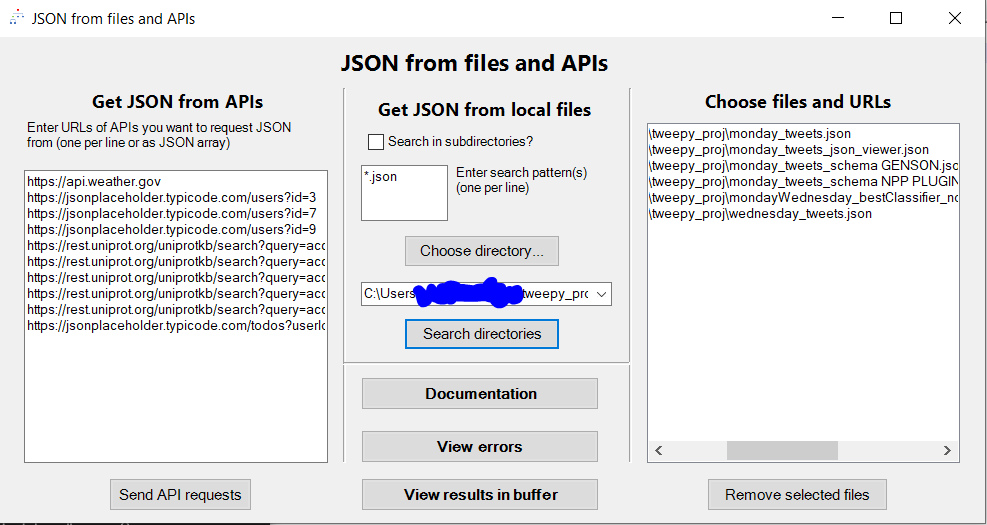 JSON from files and APIs
JSON from files and APIs
Get JSON from APIs
Enter URLs of APIs you want to request JSON
from (one per line or as JSON array)
https://api.weather.gov
https://jsonplaceholder.typicode.com/users?id=3
https://jsonplaceholder.typicode.com/users?id=7
https://jsonplaceholder.typicode.com/users?id=9
https://rest.uniprot.org/uniprotkb/search?query=acc
https://rest.uniprot.org/uniprotkb/search?query=acc
https://rest.uniprot.org/uniprotkb/search?query=acc
https://rest.uniprot.org/uniprotkb/search?query=acc
https://rest.uniprot.org/uniprotkb/search?query=acc
https://jsonplaceholder.typicode.com/todos?userId
Send API requests
Get JSON from local files
Search in subdirectories?
*.json
Enter search pattern(s)
(one per line)
Choose directory...
C:\Users tweepy_pro
Search directories
Documentation
View errors
View results in buffer
Choose files and URLs
\tweepy_proj\monday_tweets.json
\tweepy_proj\monday_tweets_json_viewer.json
\tweepy_proj\monday_tweets_schema GENSON.jso
\tweepy_proj\monday_tweets_schema NPP PLUGIN
\tweepy_proj\mondayWednesday_bestClassifier_no
\tweepy_proj\wednesday_tweets.json
Remove selected files